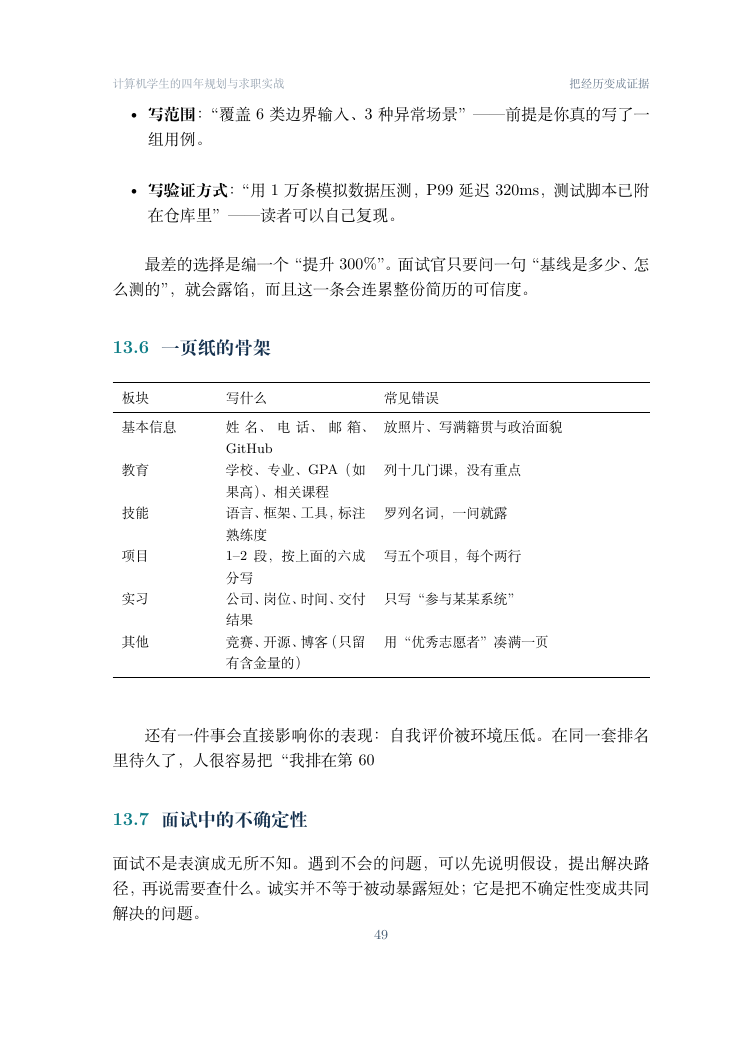 计算机学生的四年规划与求职实战 把经历变成证据
• 写范围：“覆盖 6 类边界输入、3 种异常场景”——前提是你真的写了一
组用例。
• 写验证方式：“用 1 万条模拟数据压测，P99 延迟 320ms，测试脚本已附
在仓库里”——读者可以自己复现。
最差的选择是编一个 “提升 300%”。面试官只要问一句 “基线是多少、怎
么测的”，就会露馅，而且这一条会连累整份简历的可信度。
13.6 一页纸的骨架
板块 写什么 常见错误
基本信息 姓 名、 电 话、 邮 箱、 放照片、写满籍贯与政治面貌
GitHub
教育 学校、专业、GPA（如 列十几门课，没有重点
果高）、相关课程
技能 语言、框架、工具，标注 罗列名词，一问就露
熟练度
项目 1–2 段，按上面的六成 写五个项目，每个两行
分写
实习 公司、岗位、时间、交付 只写 “参与某某系统”
结果
其他 竞赛、开源、博客（只留 用 “优秀志愿者” 凑满一页
有含金量的）
还有一件事会直接影响你的表现：自我评价被环境压低。在同一套排名
里待久了，人很容易把 “我排在第 60
13.7 面试中的不确定性
面试不是表演成无所不知。遇到不会的问题，可以先说明假设，提出解决路
径，再说需要查什么。诚实并不等于被动暴露短处；它是把不确定性变成共同
解决的问题。
49